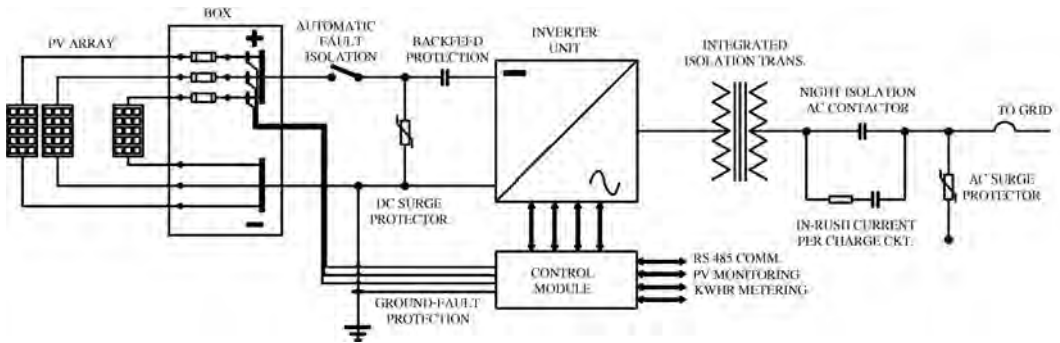 BOX
PV ARRAY
+
AUTOMATIC
FAULT
ISOLATION
BACKFEED
PROTECTION
INVERTER
UNIT
INTEGRATED
ISOLATION TRANS.
NIGHT ISOLATION
AC CONTACTOR
TO GRID
DC SURGE
PROTECTOR
AC SURGE
PROTECTOR
IN-RUSH CURRENT
PER CHARGE CKT.
CONTROL
MODULE
RS 485 COMM.
PV MONITORING
KWHR METERING
GROUND-FAULT
PROTECTION